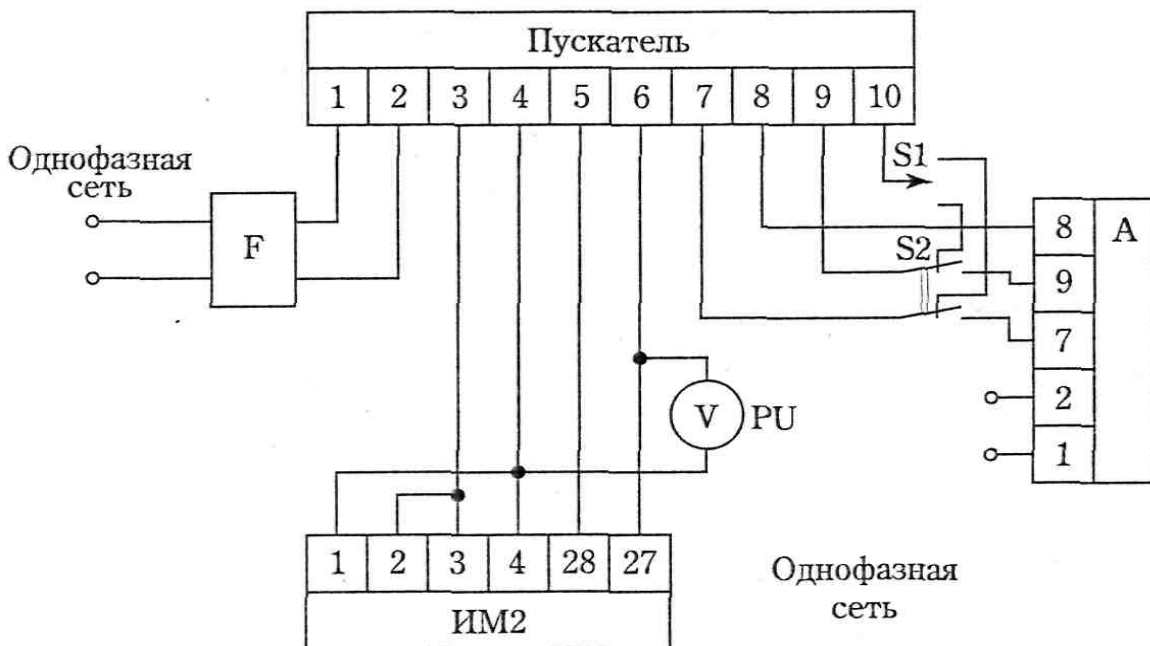 Пускатель
1 2 3 4 5 6 7 8 9 10
Однофазная
сеть
F
S1
S2
8 A
9
7
2
1
V PU
1 2 3 4 28 27
ИМ2
Однофазная
сеть